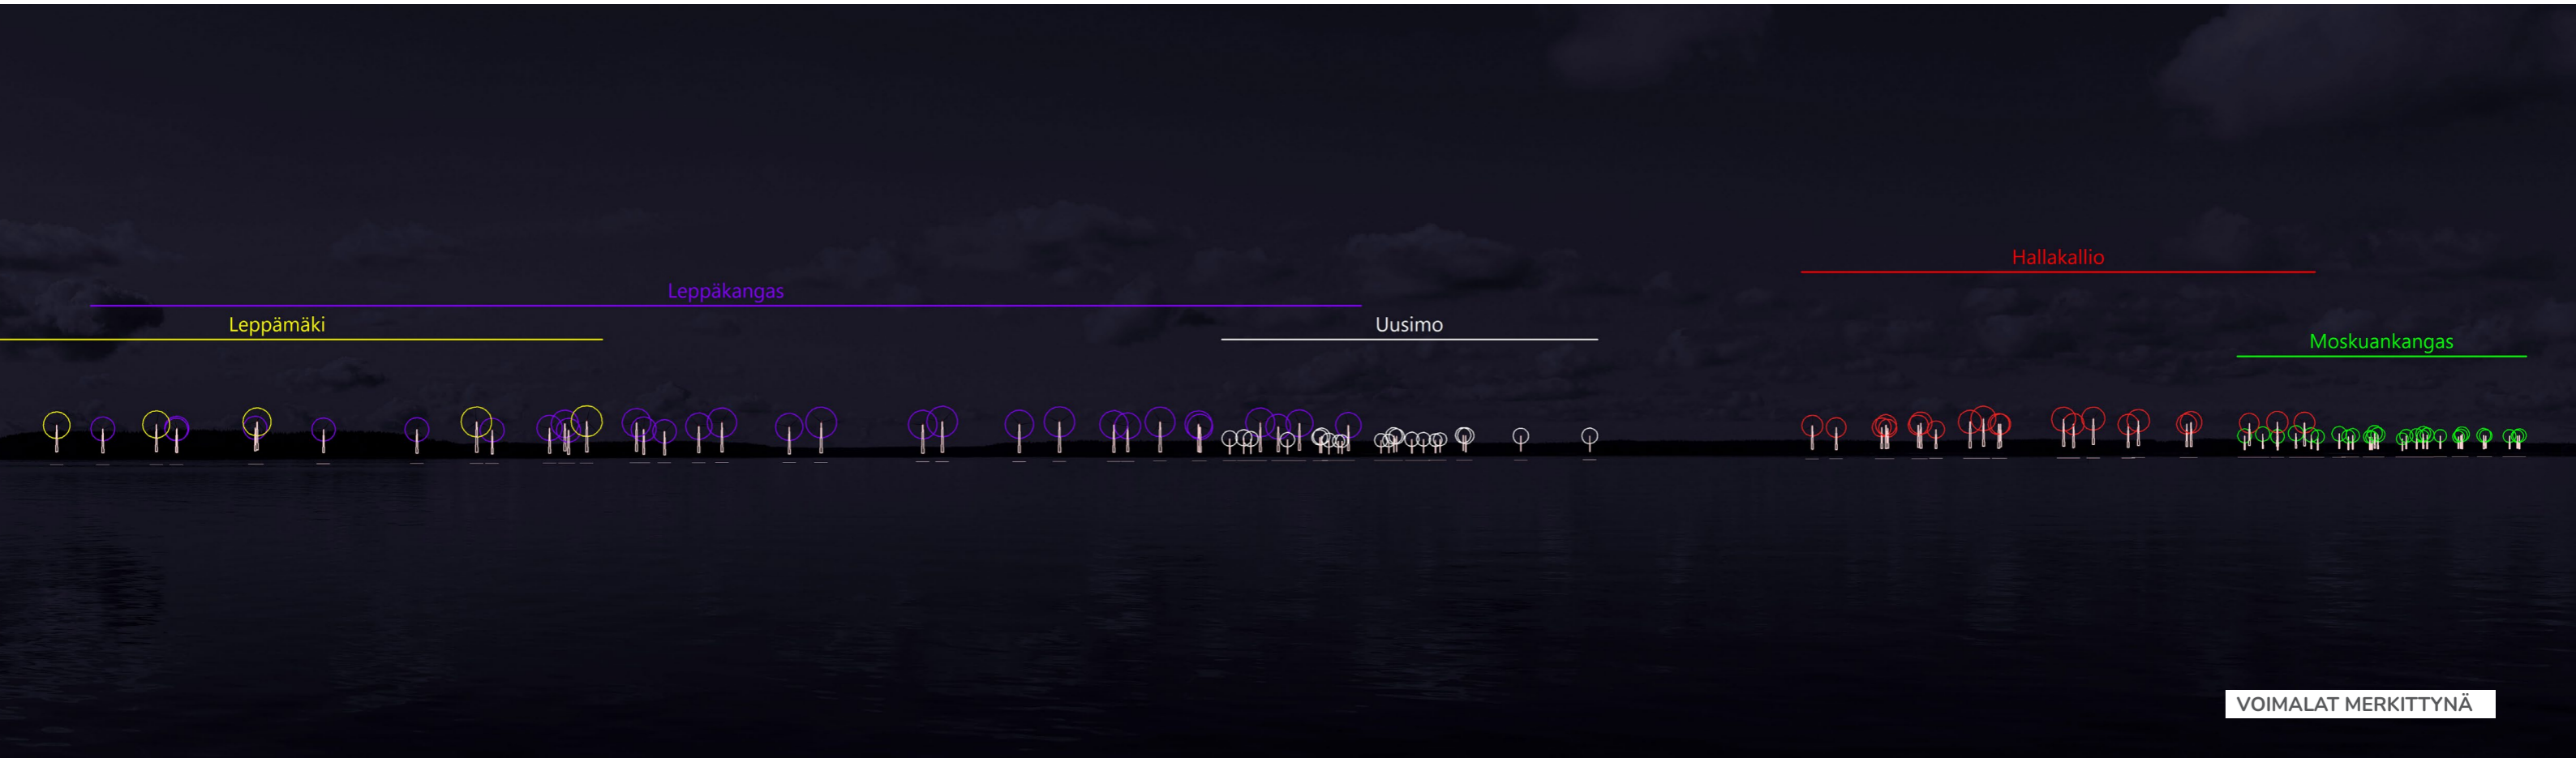 Hallakallio
Leppäkangas
Leppämäki
Uusimo
Moskuankangas
VOIMALAT MERKITTYNÄ